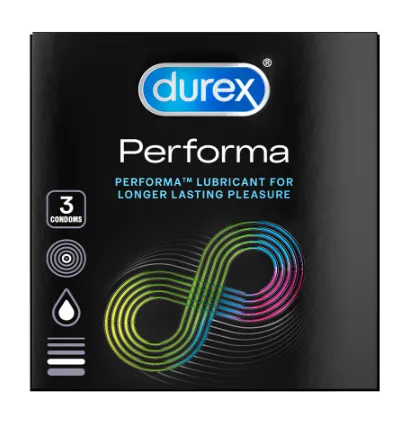 durex®
Performa
PERFORMA™ LUBRICANT FOR
LONGER LASTING PLEASURE
3
CONDOMS